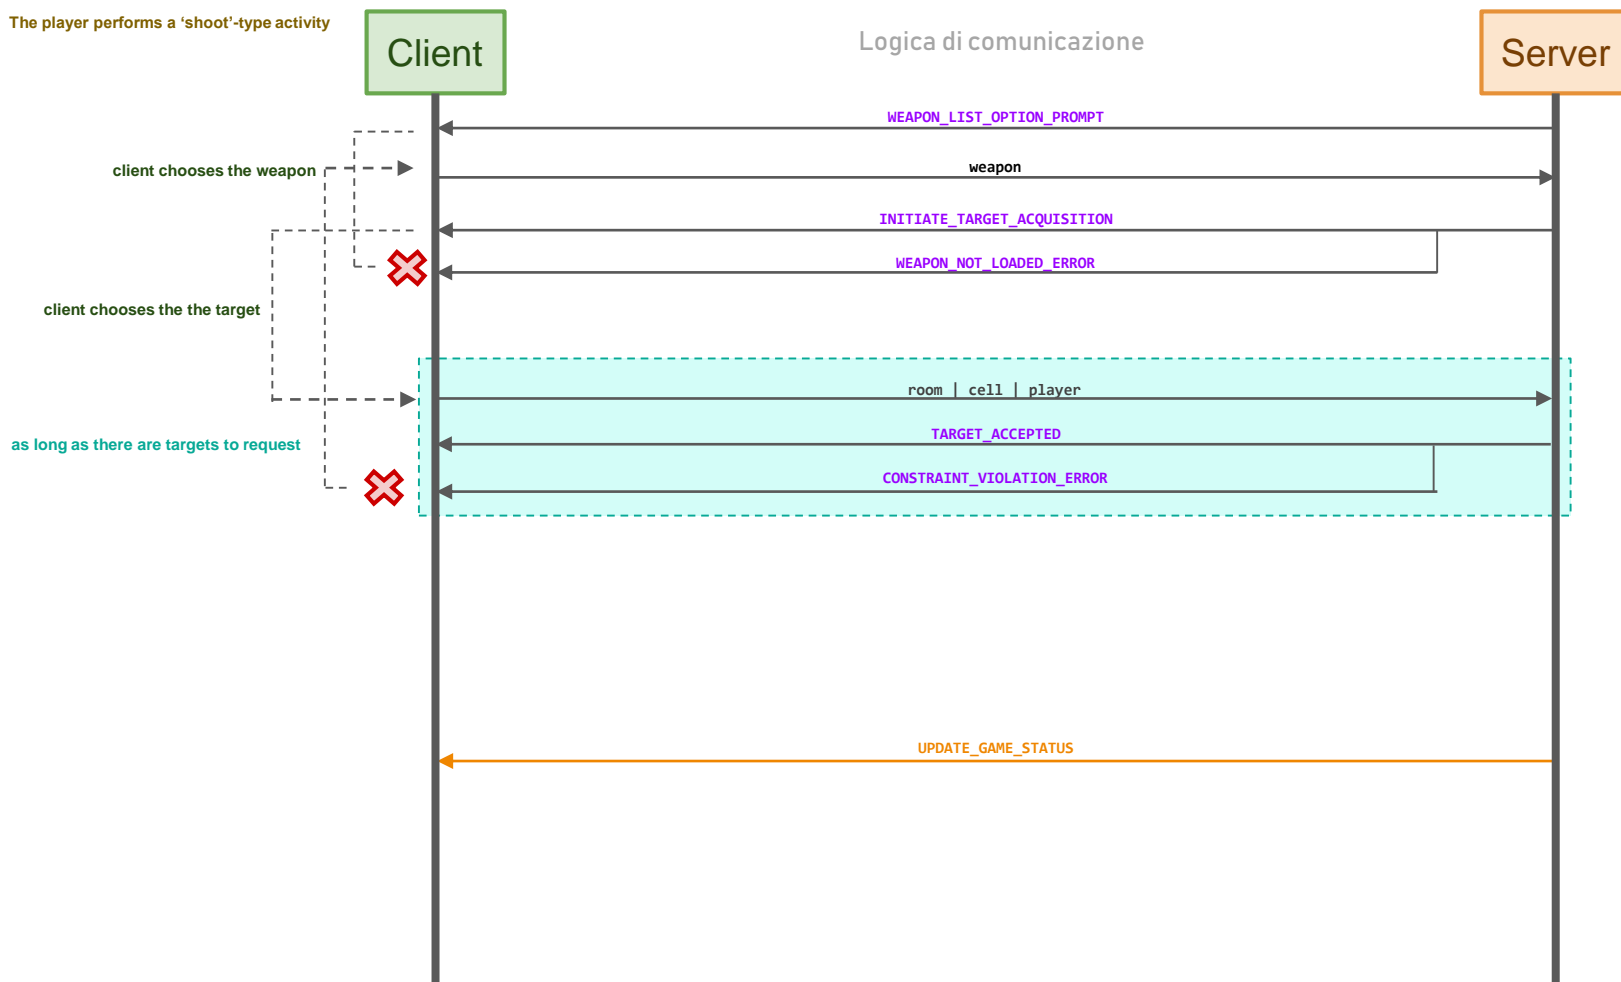 The player performs a ‘shoot’-type activity
Client
Logica di comunicazione
Server
WEAPON_LIST_OPTION_PROMPT
client chooses the weapon
weapon
INITIATE_TARGET_ACQUISITION
WEAPON_NOT_LOADED_ERROR
client chooses the the target
room | cell | player
TARGET_ACCEPTED
as long as there are targets to request
CONSTRAINT_VIOLATION_ERROR
UPDATE_GAME_STATUS